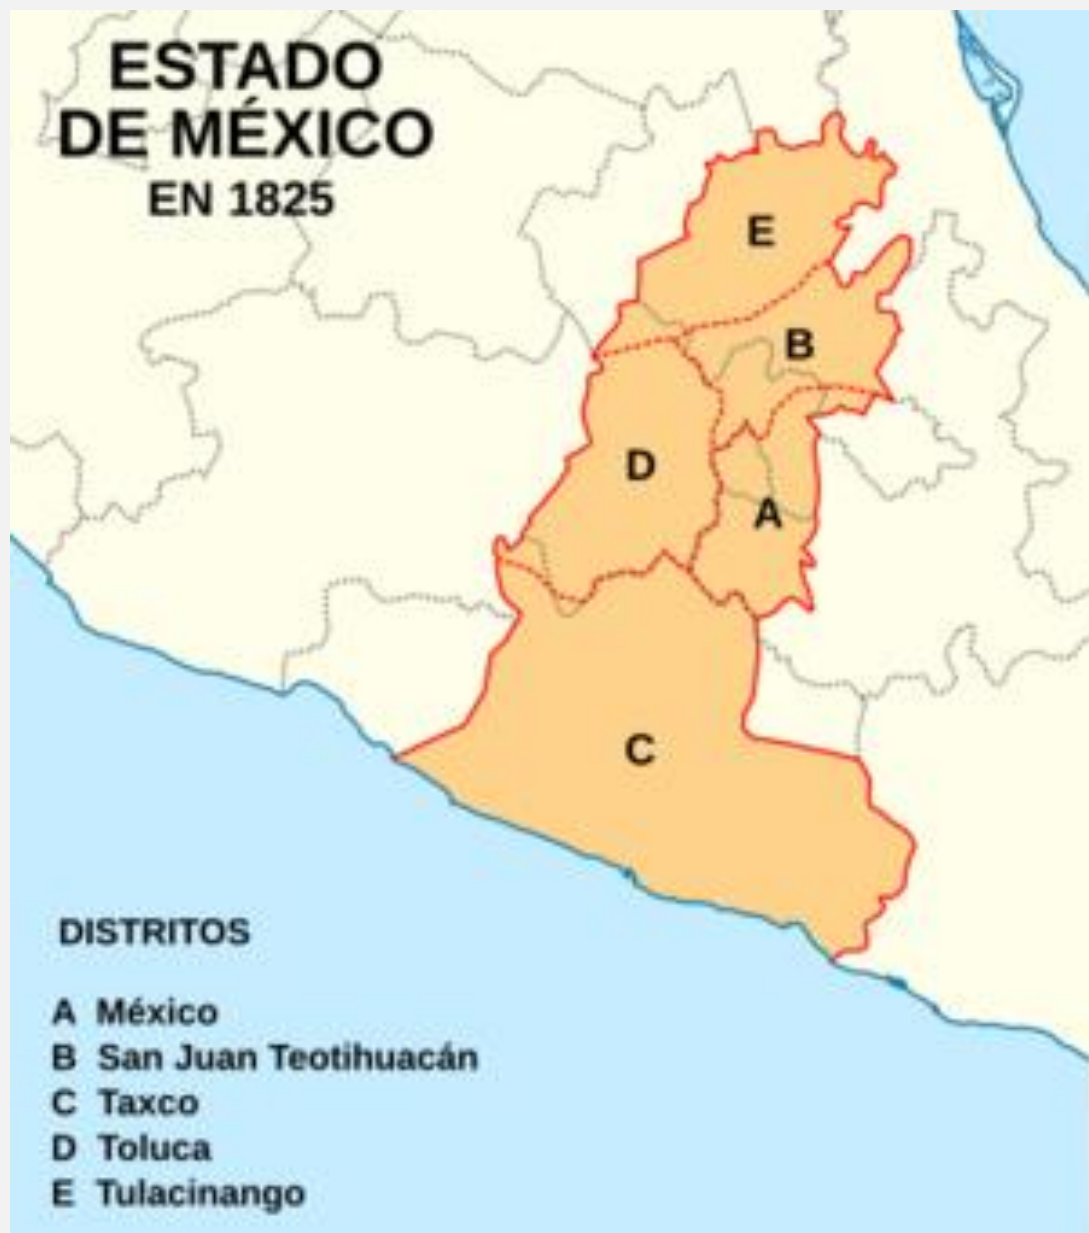 ESTADO
DE MÉXICO
EN 1825
E
B
D
A
C
DISTRITOS
A México
B San Juan Teotihuacán
C Taxco
D Toluca
E Tulacinango